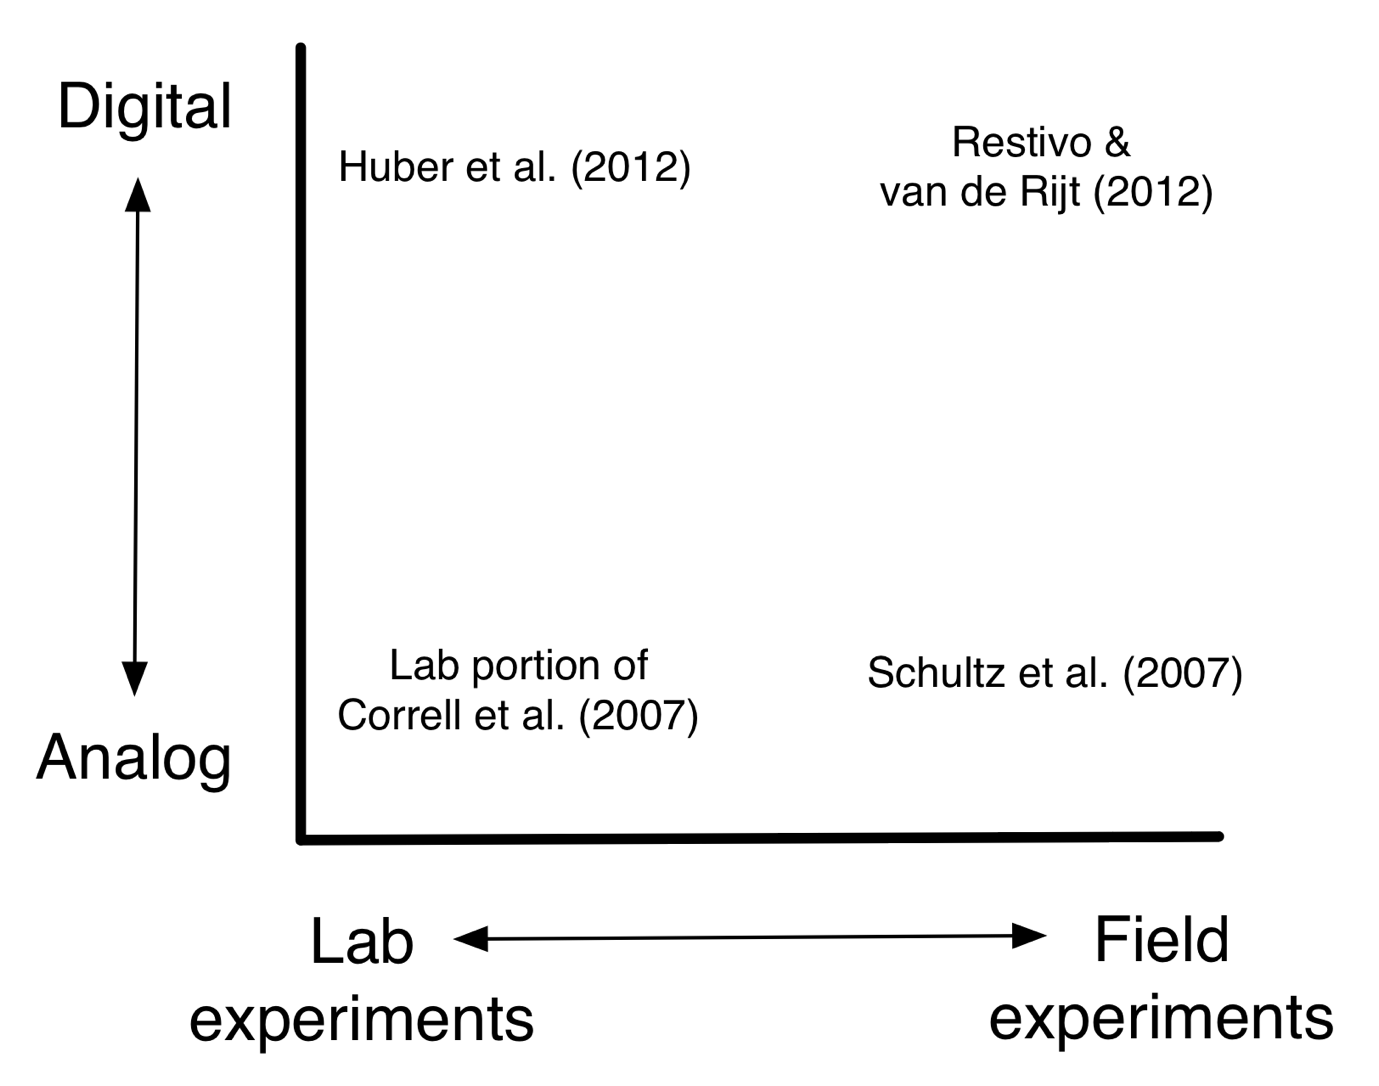 Digital
Huber et al. (2012)
Restivo &
van de Rijt (2012)
Lab portion of
Correll et al. (2007)
Schultz et al. (2007)
Analog
Lab
experiments
Field
experiments